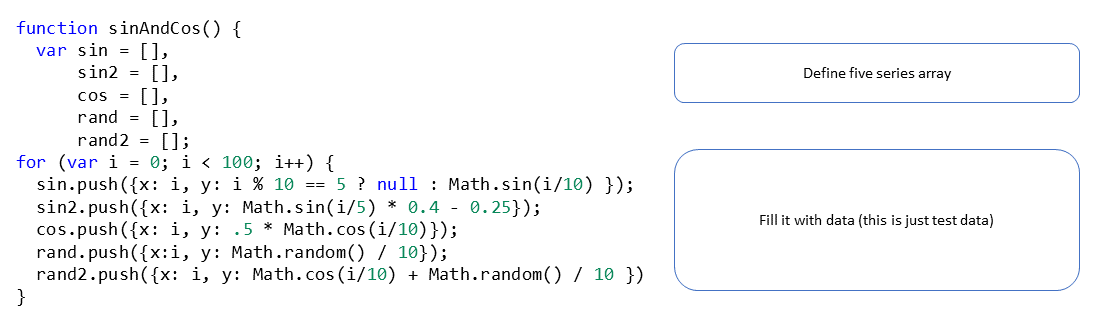 function sinAndCos() {
  var sin = [],
      sin2 = [],
      cos = [],
      rand = [],
      rand2 = [];
for (var i = 0; i < 100; i++) {
  sin.push({x: i, y: i % 10 == 5 ? null : Math.sin(i/10) });
  sin2.push({x: i, y: Math.sin(i/5) * 0.4 - 0.25});
  cos.push({x: i, y: .5 * Math.cos(i/10)});
  rand.push({x:i, y: Math.random() / 10});
  rand2.push({x: i, y: Math.cos(i/10) + Math.random() / 10 })
}
Define five series array
Fill it with data (this is just test data)